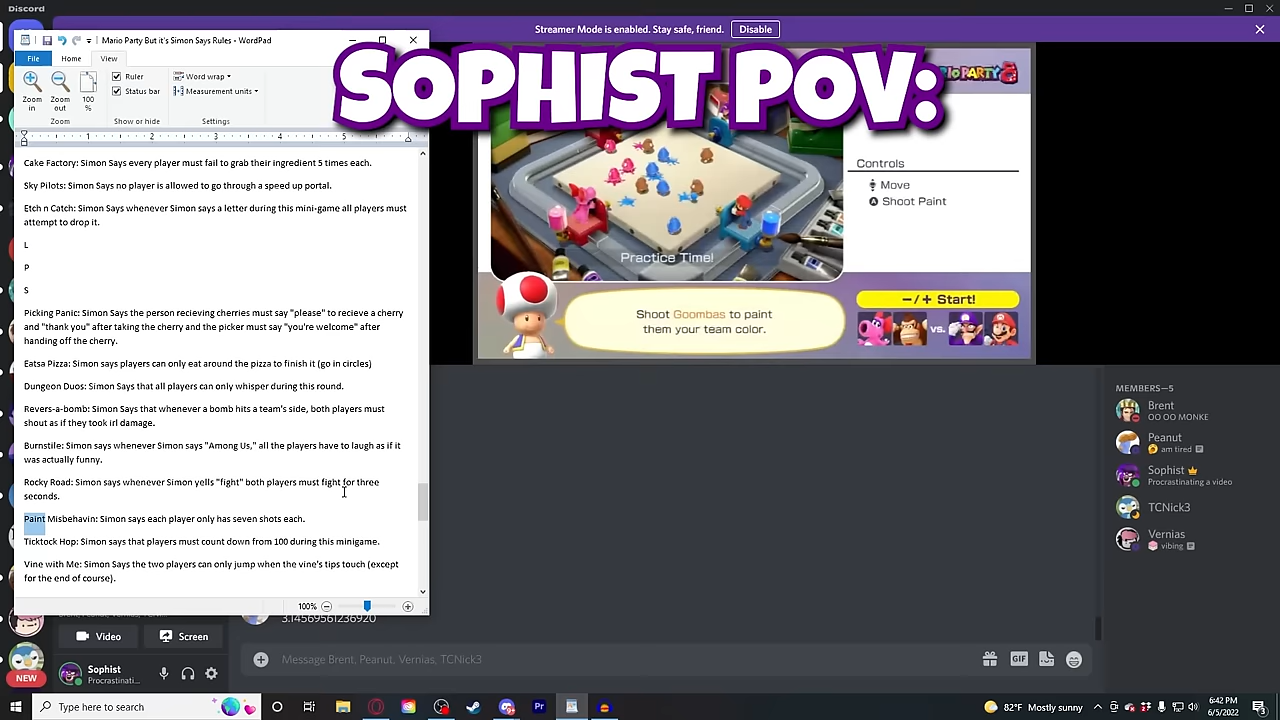 Discord
Streamer Mode is enabled. Stay safe, friend.
Disable
SOPHIST POV:
Mario Party But it's Simon Says Rules - WordPad
File
Home
View
Zoom in
Zoom out
100 %
Ruler
Status bar
Word wrap
Measurement units
Zoom
Show or hide
Settings
1 2 3 4 5
Cake Factory: Simon Says every player must fail to grab their ingredient 5 times each.
Sky Pilots: Simon Says no player is allowed to go through a speed up portal.
Etch n Catch: Simon Says whenever Simon says a letter during this mini-game all players must
attempt to drop it.
L
P
S
Picking Panic: Simon Says the person recieving cherries must say "please" to recieve a cherry
and "thank you" after taking the cherry and the picker must say "you're welcome" after
handing off the cherry.
Eatsa Pizza: Simon says players can only eat around the pizza to finish it (go in circles)
Dungeon Duos: Simon Says that all players can only whisper during this round.
Revers-a-bomb: Simon Says that whenever a bomb hits a team's side, both players must
shout as if they took irl damage.
Burnstile: Simon says whenever Simon says "Among Us," all the players have to laugh as if it
was actually funny.
Rocky Road: Simon says whenever Simon yells "fight" both players must fight for three
seconds.
Paint Misbehavin: Simon says each player only has seven shots each.
Ticktock Hop: Simon says that players must count down from 100 during this minigame.
Vine with Me: Simon Says the two players can only jump when the vine's tips touch (except
for the end of course).
100%
PARTY
Controls
Move
A Shoot Paint
Practice Time!
Shoot Goombas to paint
them your team color.
−/+ Start!
vs.
MEMBERS—5
Brent
OO OO MONKE
Peanut
am tired
Sophist
Procrastinating a video
TCNick3
Vernias
vibing
3.14569561236920
Video
Screen
NEW
Sophist
Procrastinati...
Message Brent, Peanut, Vernias, TCNick3
GIF
Type here to search
Pr
82°F Mostly sunny
6:42 PM
6/5/2022